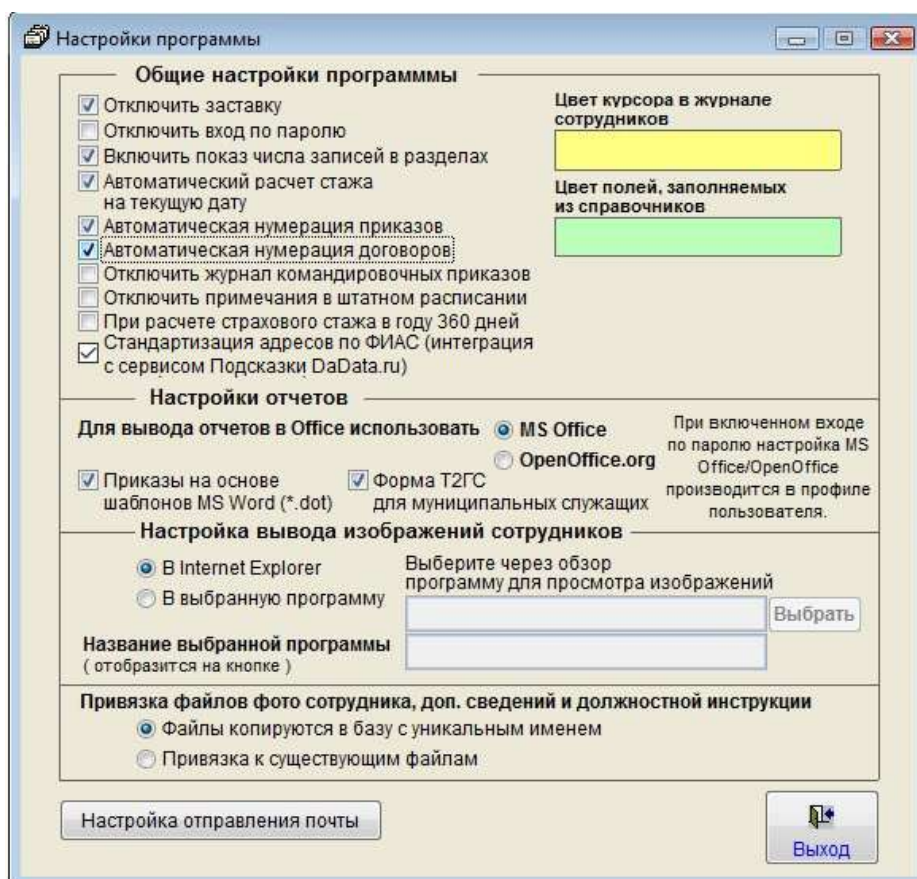 Настройки программы
Общие настройки программмы
Отключить заставку
Отключить вход по паролю
Включить показ числа записей в разделах
Автоматический расчет стажа
на текущую дату
Автоматическая нумерация приказов
Автоматическая нумерация договоров
Отключить журнал командировочных приказов
Отключить примечания в штатном расписании
При расчете страхового стажа в году 360 дней
Стандартизация адресов по ФИАС (интеграция
с сервисом Подсказки DaData.ru)
Цвет курсора в журнале
сотрудников
Цвет полей, заполняемых
из справочников
Настройки отчетов
Для вывода отчетов в Office использовать
MS Office
OpenOffice.org
При включенном входе
по паролю настройка MS
Office/OpenOffice
производится в профиле
пользователя.
Приказы на основе
шаблонов MS Word (*.dot)
Форма Т2ГС
для муниципальных служащих
Настройка вывода изображений сотрудников
В Internet Explorer
В выбранную программу
Выберите через обзор
программу для просмотра изображений
Выбрать
Название выбранной программы
( отобразится на кнопке )
Привязка файлов фото сотрудника, доп. сведений и должностной инструкции
Файлы копируются в базу с уникальным именем
Привязка к существующим файлам
Настройка отправления почты
Выход